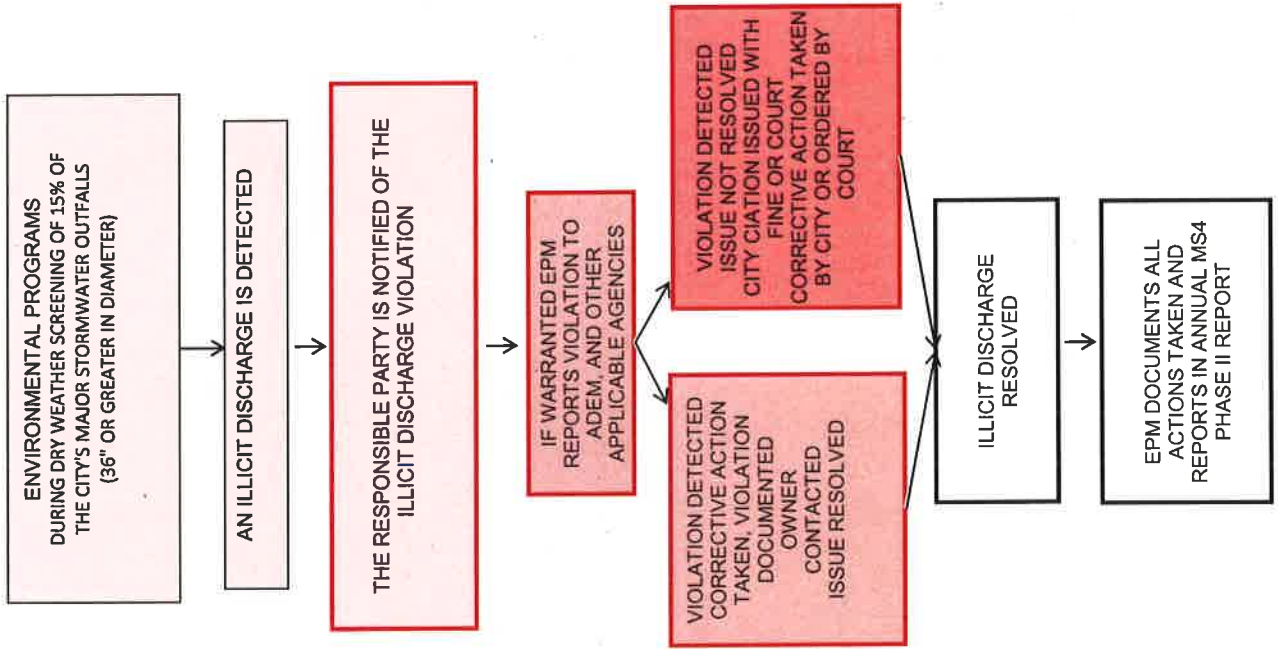 ENVIRONMENTAL PROGRAMS
DURING DRY WEATHER SCREENING OF 15% OF
THE CITY'S MAJOR STORMWATER OUTFALLS
(36" OR GREATER IN DIAMETER)
AN ILLICIT DISCHARGE IS DETECTED
THE RESPONSIBLE PARTY IS NOTIFIED OF THE
ILLICIT DISCHARGE VIOLATION
IF WARRANTED EPM
REPORTS VIOLATION TO
ADEM, AND OTHER
APPLICABLE AGENCIES
VIOLATION DETECTED
CORRECTIVE ACTION
TAKEN, VIOLATION
DOCUMENTED
OWNER
CONTACTED
ISSUE RESOLVED
VIOLATION DETECTED
ISSUE NOT RESOLVED
CITY CIATION ISSUED WITH
FINE OR COURT
CORRECTIVE ACTION TAKEN
BY CITY OR ORDERED BY
COURT
ILLICIT DISCHARGE
RESOLVED
EPM DOCUMENTS ALL
ACTIONS TAKEN AND
REPORTS IN ANNUAL MS4
PHASE II REPORT